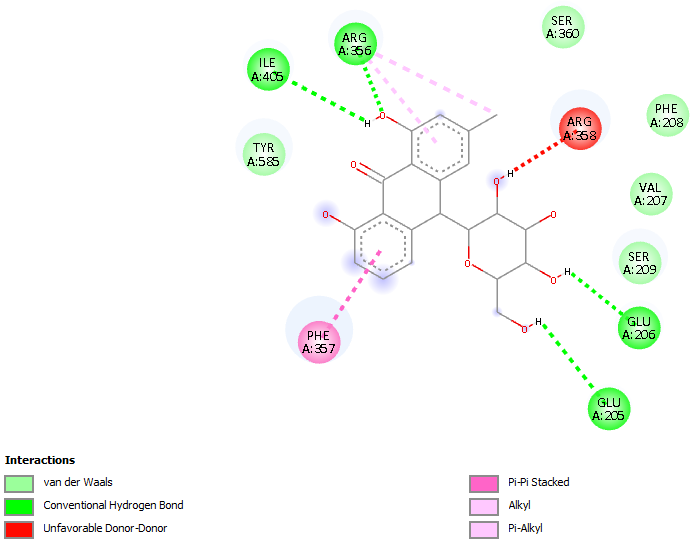 SER
A:360
ARG
A:356
ILE
A:405
PHE
A:208
ARG
A:358
H
O
H
O
TYR
A:585
O
VAL
A:207
O
O
O
SER
A:209
O
O
H
GLU
A:206
O
H
PHE
A:357
GLU
A:205
Interactions
van der Waals
Conventional Hydrogen Bond
Unfavorable Donor-Donor
Pi-Pi Stacked
Alkyl
Pi-Alkyl